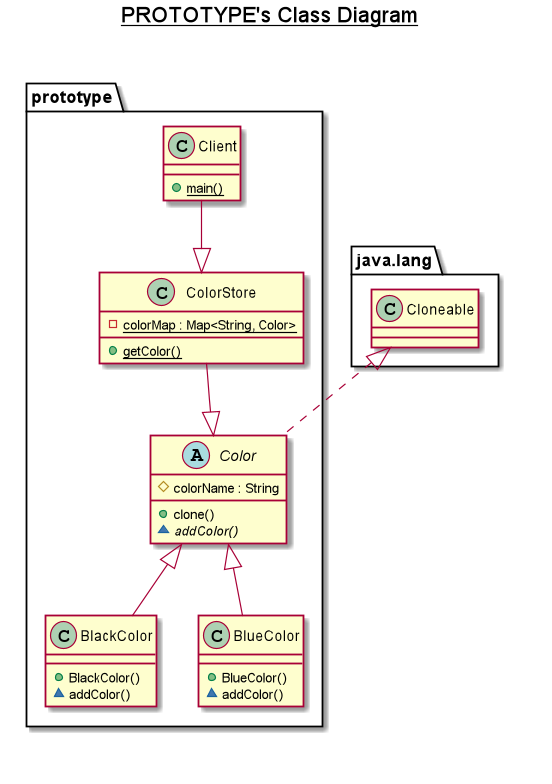 PROTOTYPE's Class Diagram
prototype
C Client
main()
java.lang
C Cloneable
C ColorStore
colorMap : Map<String, Color>
getColor()
A Color
colorName : String
clone()
addColor()
C BlackColor
BlackColor()
addColor()
C BlueColor
BlueColor()
addColor()